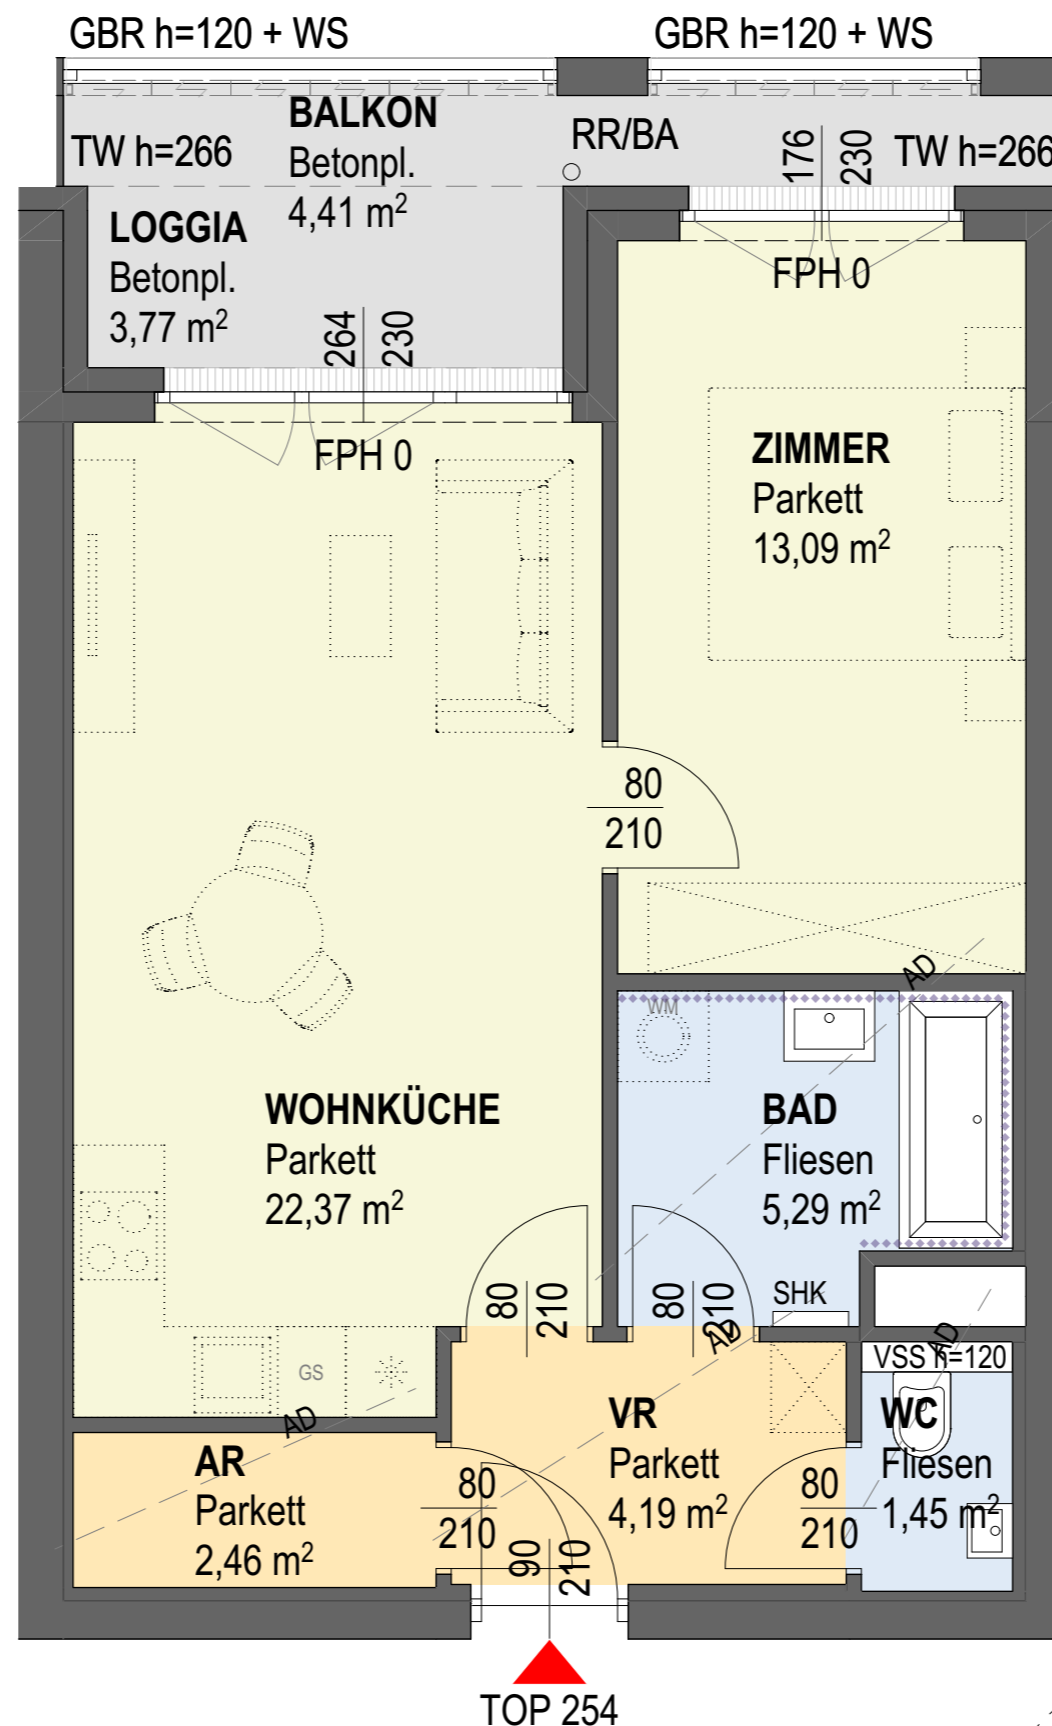 GBR h=120 + WS
GBR h=120 + WS
BALKON
Betonpl.
4,41 m²
TW h=266
RR/BA
176
230
TW h=266
LOGGIA
Betonpl.
3,77 m²
264
230
FPH 0
FPH 0
ZIMMER
Parkett
13,09 m²
80
210
AD
WM
WOHNKÜCHE
Parkett
22,37 m²
BAD
Fliesen
5,29 m²
80
210
80
210
SHK
AD
AD
VSS h=120
GS
AD
AR
Parkett
2,46 m²
VR
Parkett
4,19 m²
WC
Fliesen
1,45 m²
80
210
80
210
90
210
TOP 254